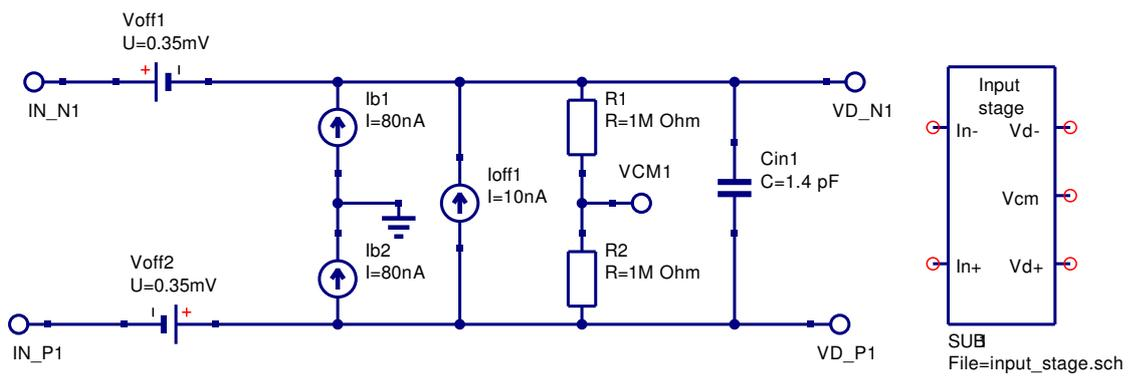 Voff1
U=0.35mV
IN_N1
Ib1
I=80nA
Ioff1
I=10nA
Ib2
I=80nA
R1
R=1M Ohm
VCM1
R2
R=1M Ohm
Cin1
C=1.4 pF
VD_N1
Voff2
U=0.35mV
IN_P1
VD_P1
Input
stage
In- Vd-
Vcm
In+ Vd+
File=input_stage.sch